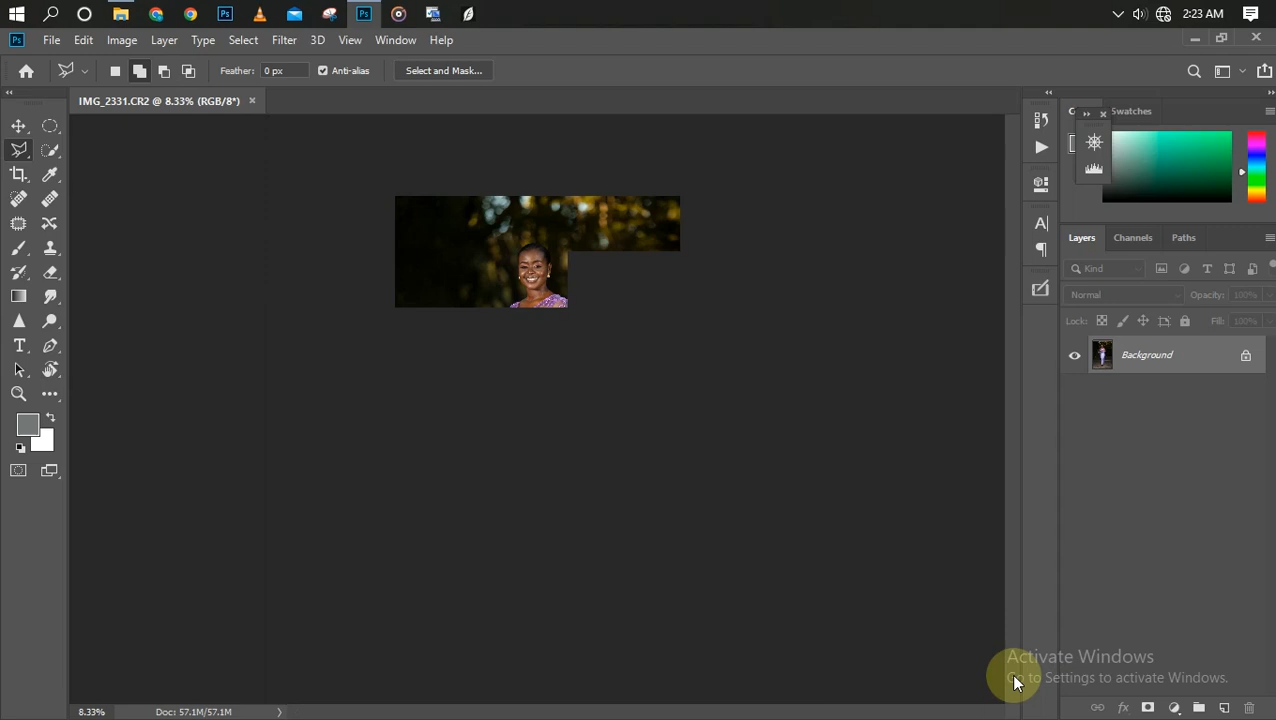 2:23 AM
File Edit Image Layer Type Select Filter 3D View Window Help
Feather: 0 px Anti-alias Select and Mask...
IMG_2331.CR2 @ 8.33% (RGB/8*)
Swatches
Layers Channels Paths
Kind
Normal Opacity: 100%
Lock: Fill: 100%
Background
Activate Windows
Go to Settings to activate Windows.
8.33% Doc: 57.1M/57.1M